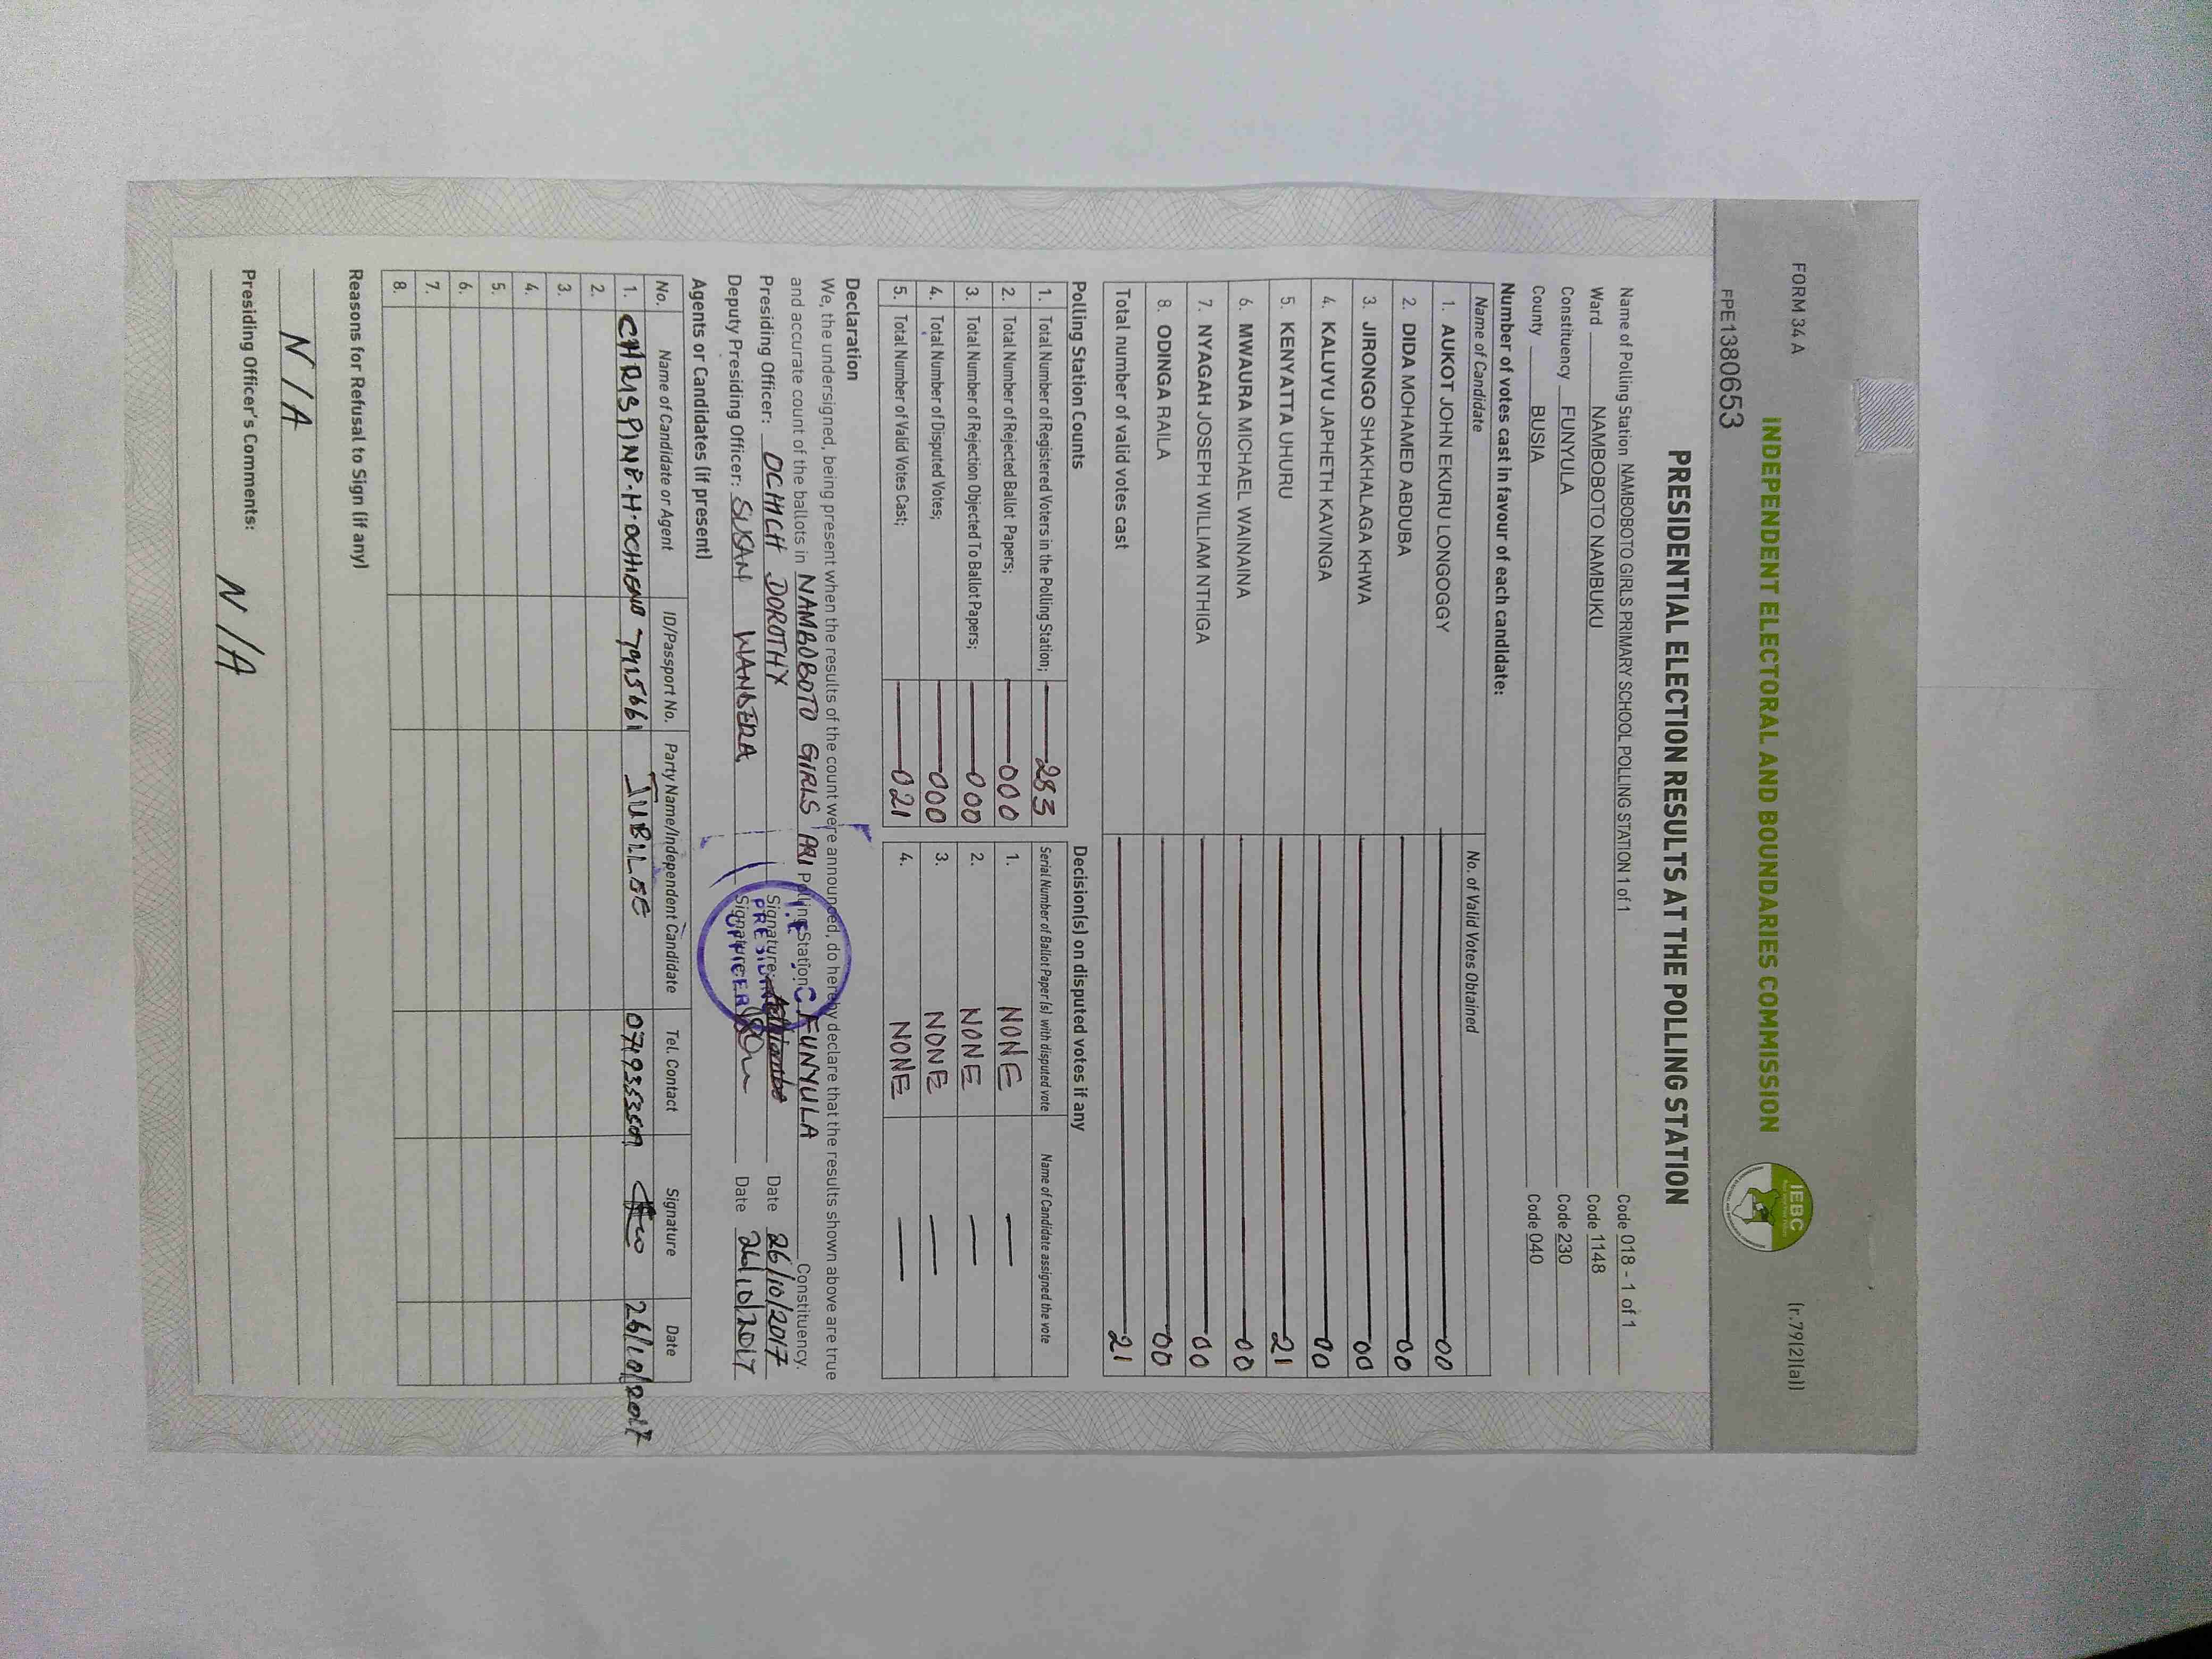 FORM 34 A
(r.79(2)(a))
INDEPENDENT ELECTORAL AND BOUNDARIES COMMISSION
IEBC
FPE1380653
PRESIDENTIAL ELECTION RESULTS AT THE POLLING STATION
Name of Polling Station NAMBOBOTO GIRLS PRIMARY SCHOOL POLLING STATION 1 of 1 Code 018 - 1 of 1
Ward NAMBOBOTO NAMBUKU Code 1148
Constituency FUNYULA Code 230
County BUSIA Code 040
Number of votes cast in favour of each candidate:
Name of Candidate No. of Valid Votes Obtained
1. AUKOT JOHN EKURU LONGOGGY 00
2. DIDA MOHAMED ABDUBA 00
3. JIRONGO SHAKHALAGA KHWA 00
4. KALUYU JAPHETH KAVINGA 00
5. KENYATTA UHURU 21
6. MWAURA MICHAEL WAINAINA 00
7. NYAGAH JOSEPH WILLIAM NTHIGA 00
8. ODINGA RAILA 00
Total number of valid votes cast 21
Polling Station Counts Decision(s) on disputed votes if any
1. Total Number of Registered Voters in the Polling Station; 283 Serial Number of Ballot Paper (s) with disputed vote Name of Candidate assigned the vote
2. Total Number of Rejected Ballot Papers; 000 1. NONE —
3. Total Number of Rejection Objected To Ballot Papers; 000 2. NONE —
4. Total Number of Disputed Votes; 000 3. NONE —
5. Total Number of Valid Votes Cast; 021 4. NONE —
Declaration
We, the undersigned, being present when the results of the count were announced, do hereby declare that the results shown above are true
and accurate count of the ballots in NAMBOBOTO GIRLS PRI Polling Station, FUNYULA Constituency.
Presiding Officer: DOROTHY Signature: Date 26/10/2017
Deputy Presiding Officer: SUSAN WANDERA Signature: Date 26/10/2017
PRESIDING OFFICER
Agents or Candidates (if present)
No. Name of Candidate or Agent ID/Passport No. Party Name/Independent Candidate Tel. Contact Signature Date
1. CHRISPINE.H.OCHIENG 7915661 JUBILEE 26/10/2017
2.
3.
4.
5.
6.
7.
8.
Reasons for Refusal to Sign (if any)
N/A
Presiding Officer's Comments:
N/A